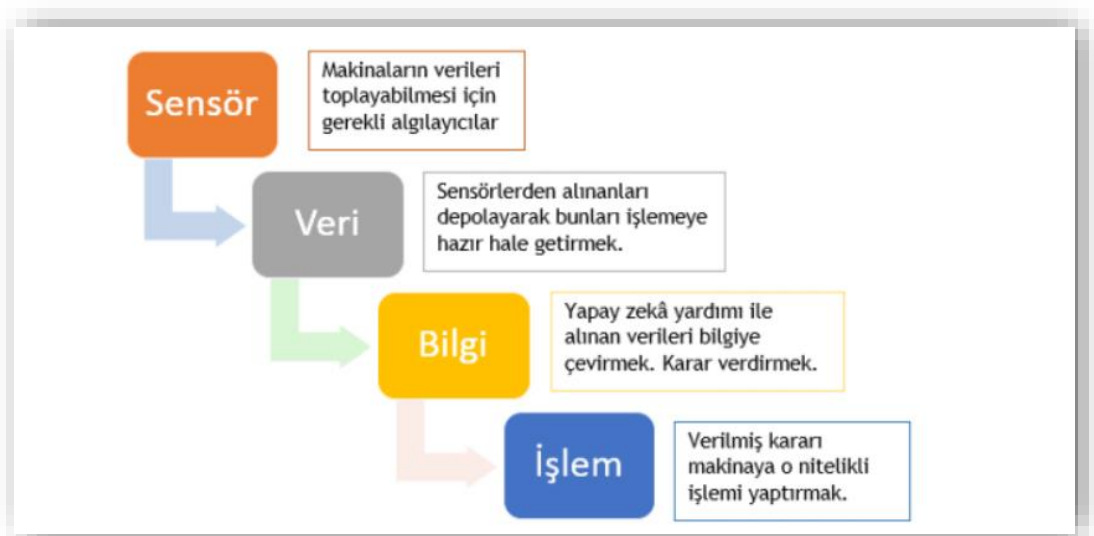 Sensör
Makinaların verileri
toplayabilmesi için
gerekli algılayıcılar
Veri
Sensörlerden alınanları
depolayarak bunları işlemeye
hazır hale getirmek.
Bilgi
Yapay zekâ yardımı ile
alınan verileri bilgiye
çevirmek. Karar verdirmek.
İşlem
Verilmiş kararı
makinaya o nitelikli
işlemi yaptırmak.